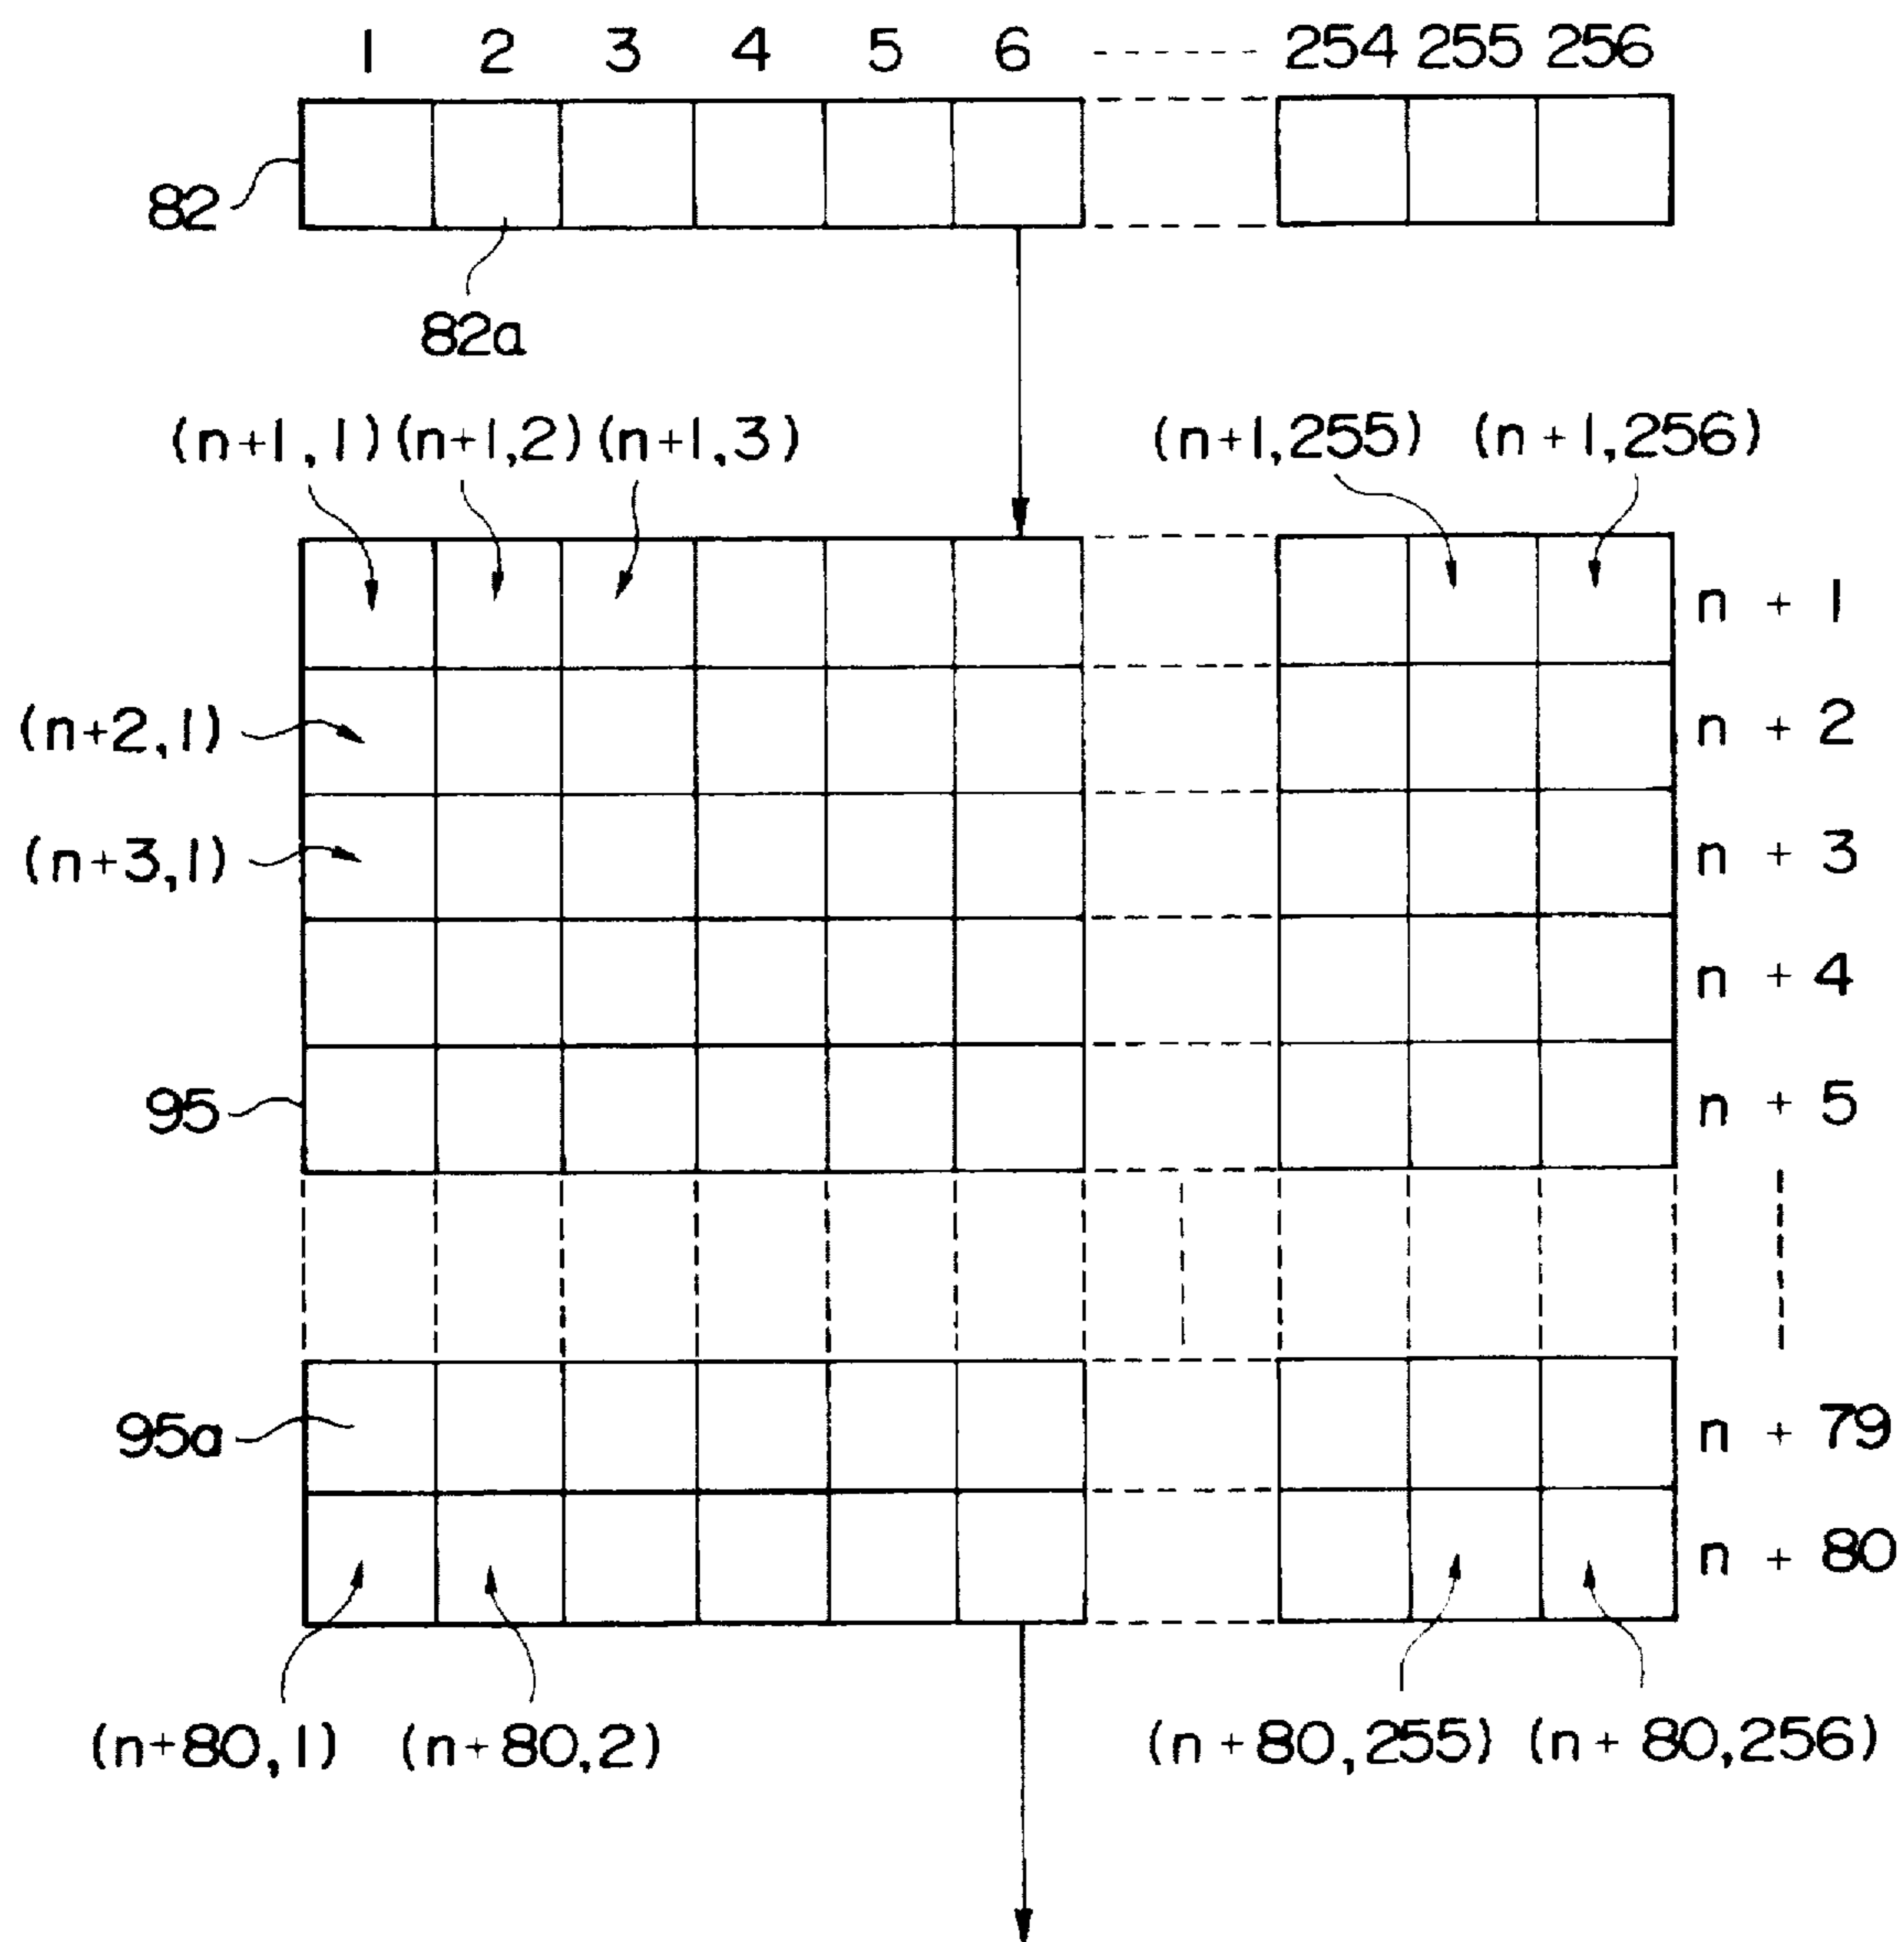 1 2 3 4 5 6 254 255 256
82
82a
(n+1,1) (n+1,2) (n+1,3) (n+1,255) (n+1,256)
n + 1
(n+2,1) n + 2
(n+3,1) n + 3
n + 4
95 n + 5
95a n + 79
n + 80
(n+80,1) (n+80,2) (n+80,255) (n+80,256)